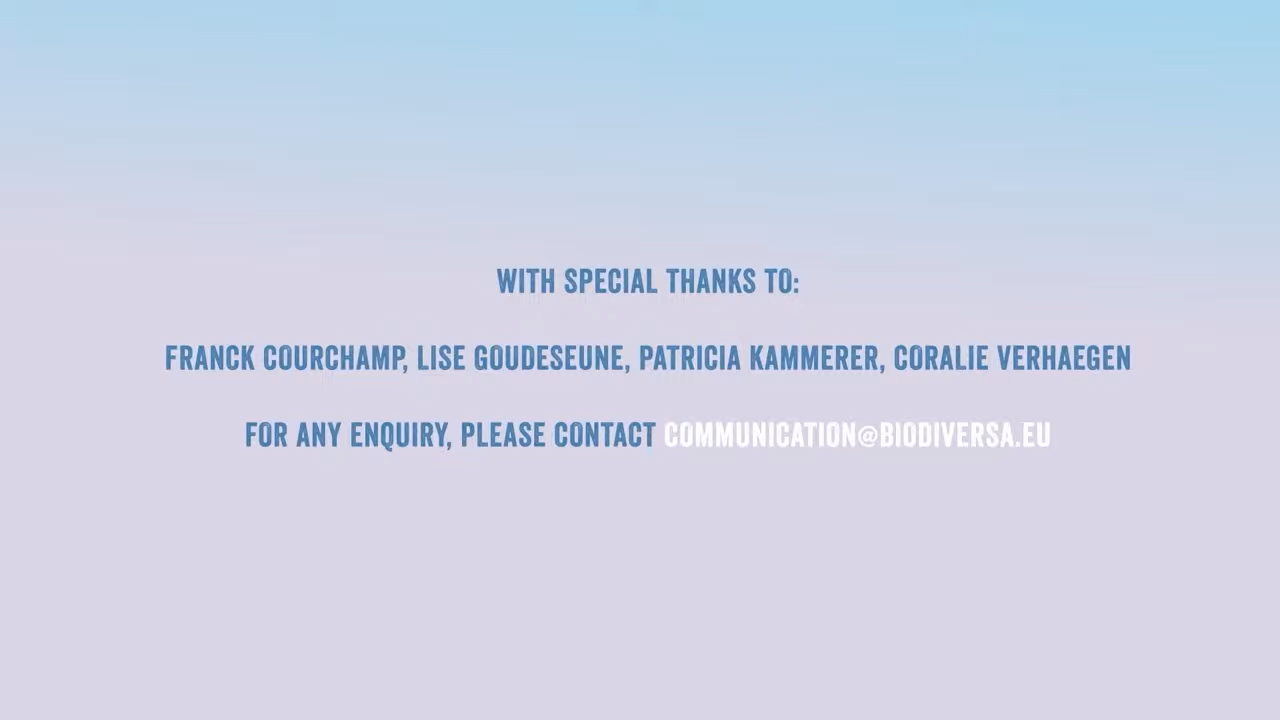 WITH SPECIAL THANKS TO:
FRANCK COURCHAMP, LISE GOUDESEUNE, PATRICIA KAMMERER, CORALIE VERHAEGEN
FOR ANY ENQUIRY, PLEASE CONTACT COMMUNICATION@BIODIVERSA.EU